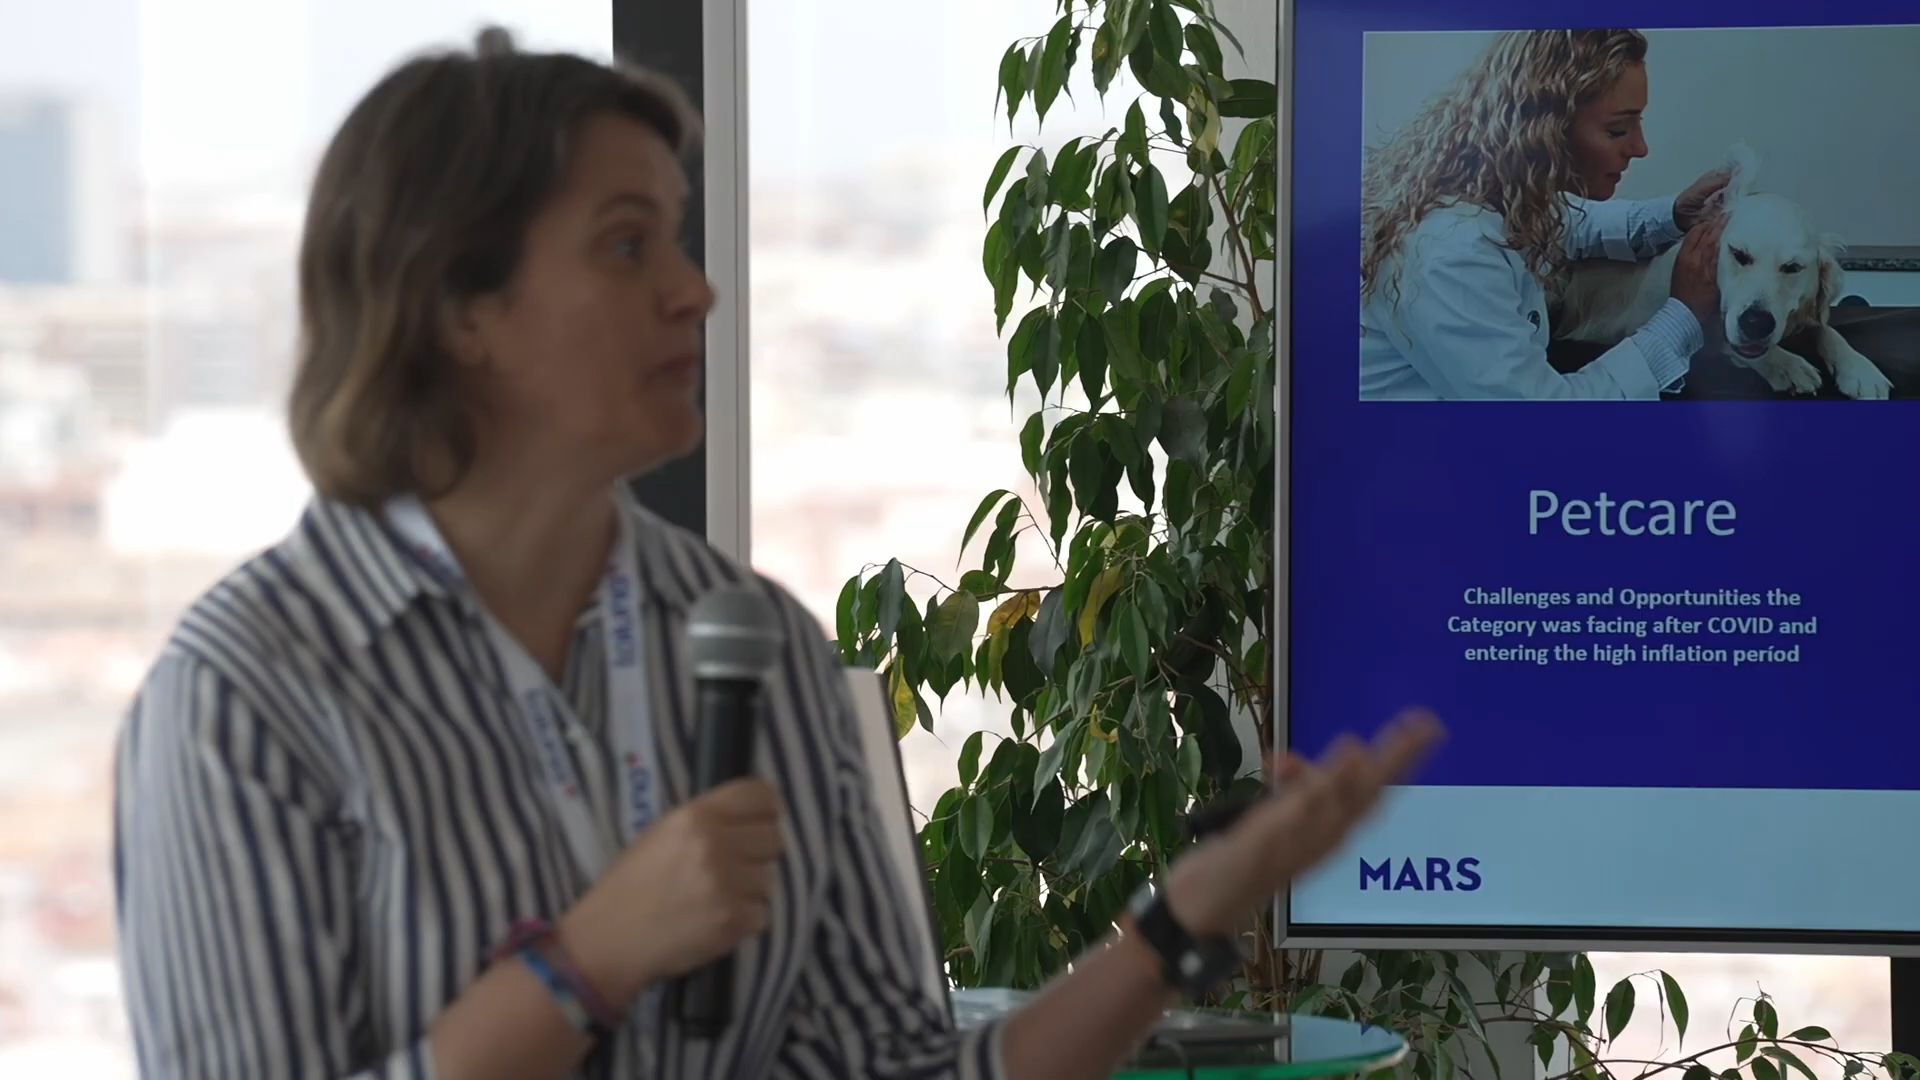 Petcare
Challenges and Opportunities the
Category was facing after COVID and
entering the high inflation period
MARS